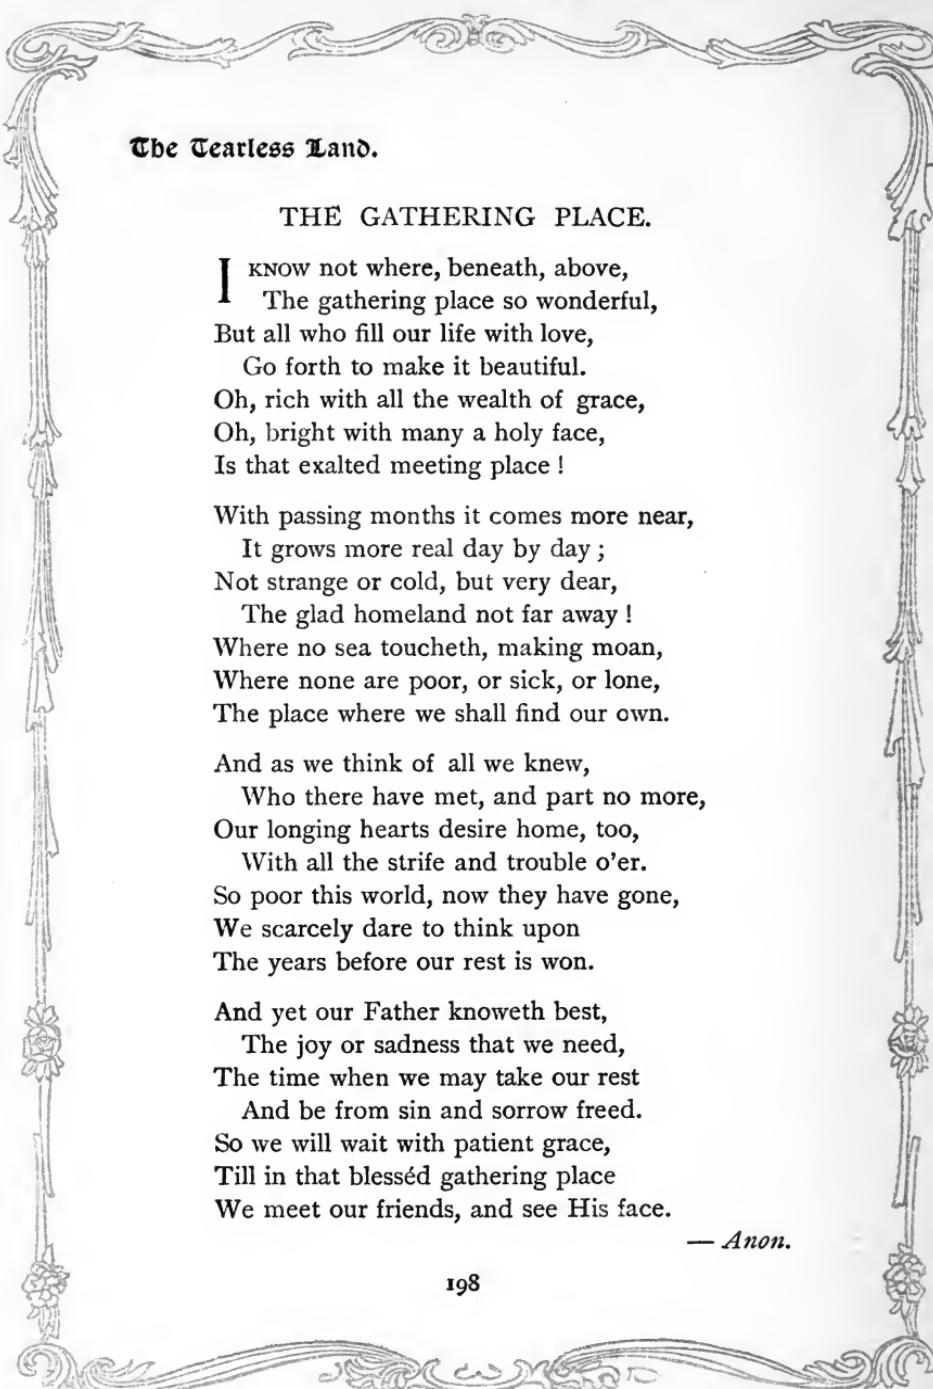 The Tearless Land.
THE GATHERING PLACE.
I KNOW not where, beneath, above,
The gathering place so wonderful,
But all who fill our life with love,
Go forth to make it beautiful.
Oh, rich with all the wealth of grace,
Oh, bright with many a holy face,
Is that exalted meeting place !
With passing months it comes more near,
It grows more real day by day ;
Not strange or cold, but very dear,
The glad homeland not far away !
Where no sea toucheth, making moan,
Where none are poor, or sick, or lone,
The place where we shall find our own.
And as we think of all we knew,
Who there have met, and part no more,
Our longing hearts desire home, too,
With all the strife and trouble o'er.
So poor this world, now they have gone,
We scarcely dare to think upon
The years before our rest is won.
And yet our Father knoweth best,
The joy or sadness that we need,
The time when we may take our rest
And be from sin and sorrow freed.
So we will wait with patient grace,
Till in that blesséd gathering place
We meet our friends, and see His face.
— Anon.
198